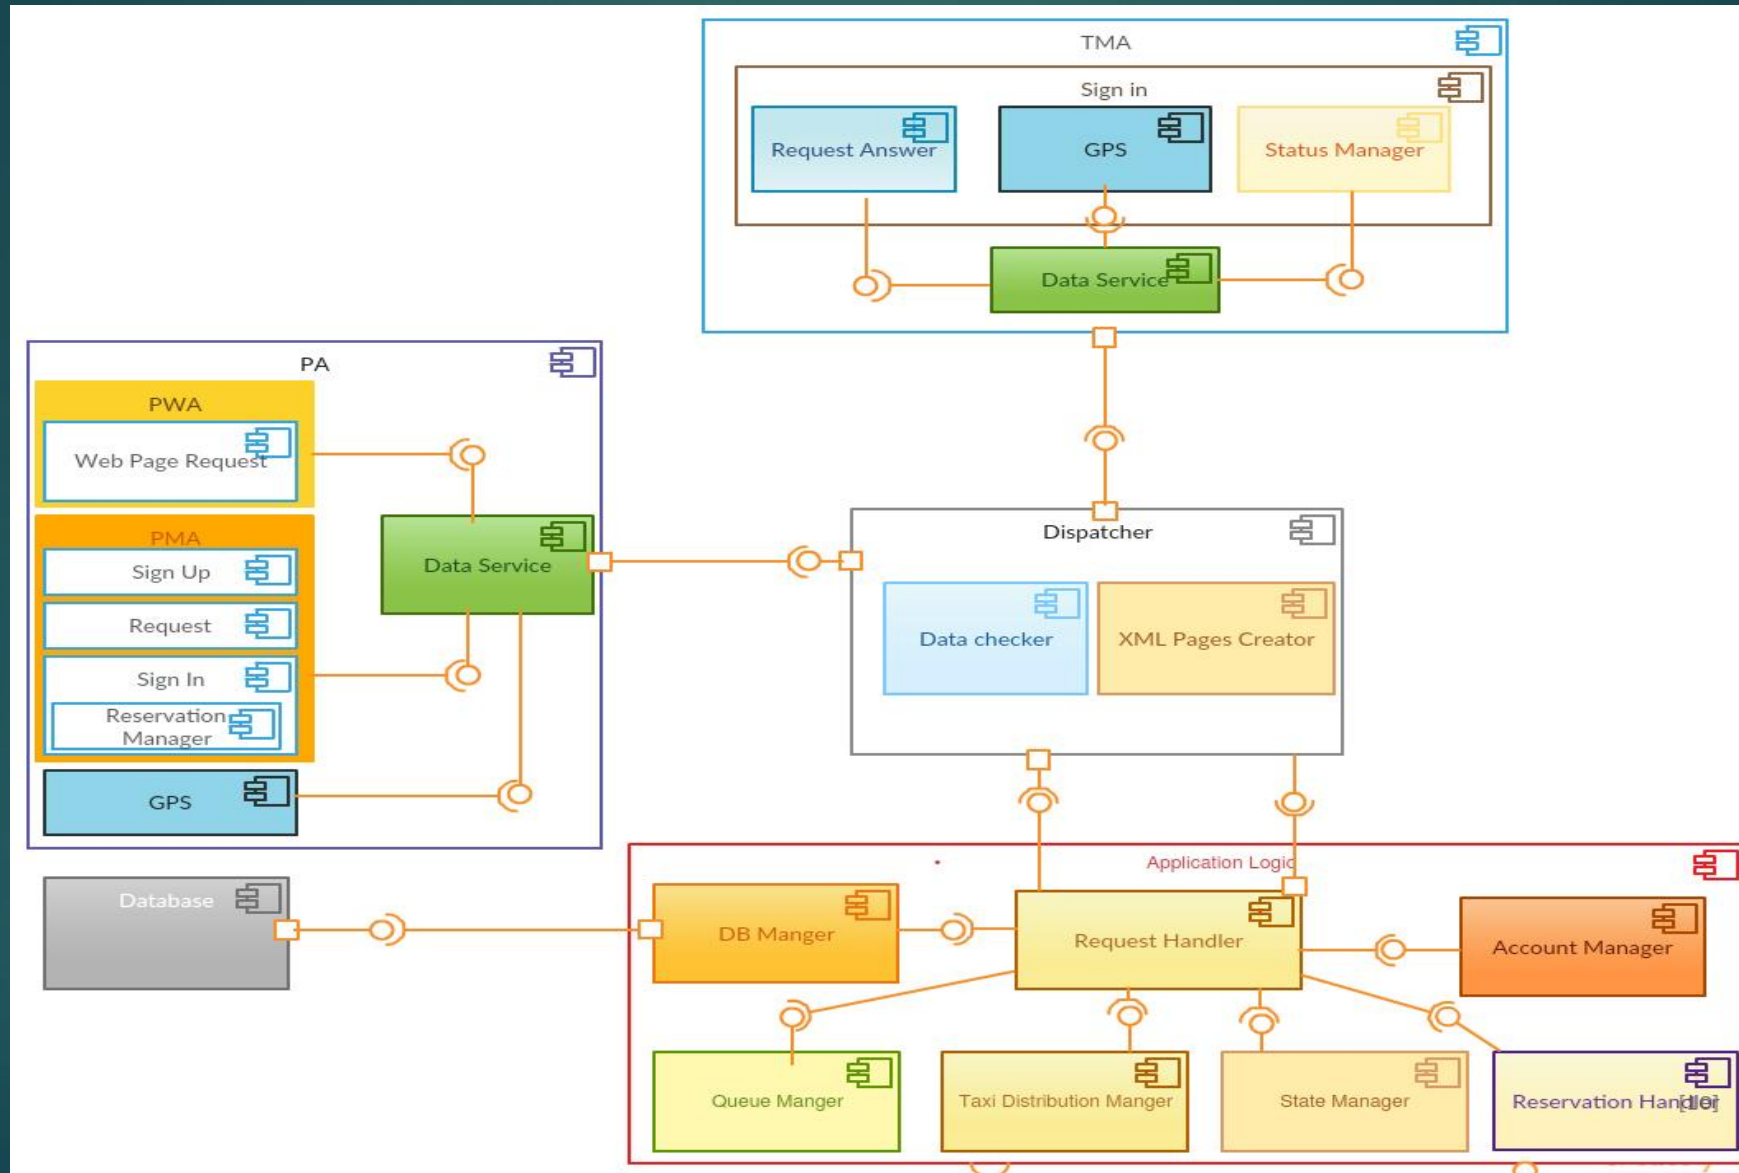 TMA
Sign in
Request Answer
GPS
Status Manager
Data Service
PA
PWA
Web Page Request
PMA
Sign Up
Request
Sign In
Reservation
Manager
GPS
Data Service
Dispatcher
Data checker
XML Pages Creator
Database
Application Logic
DB Manger
Request Handler
Account Manager
Queue Manger
Taxi Distribution Manger
State Manager
Reservation Handler
[10]